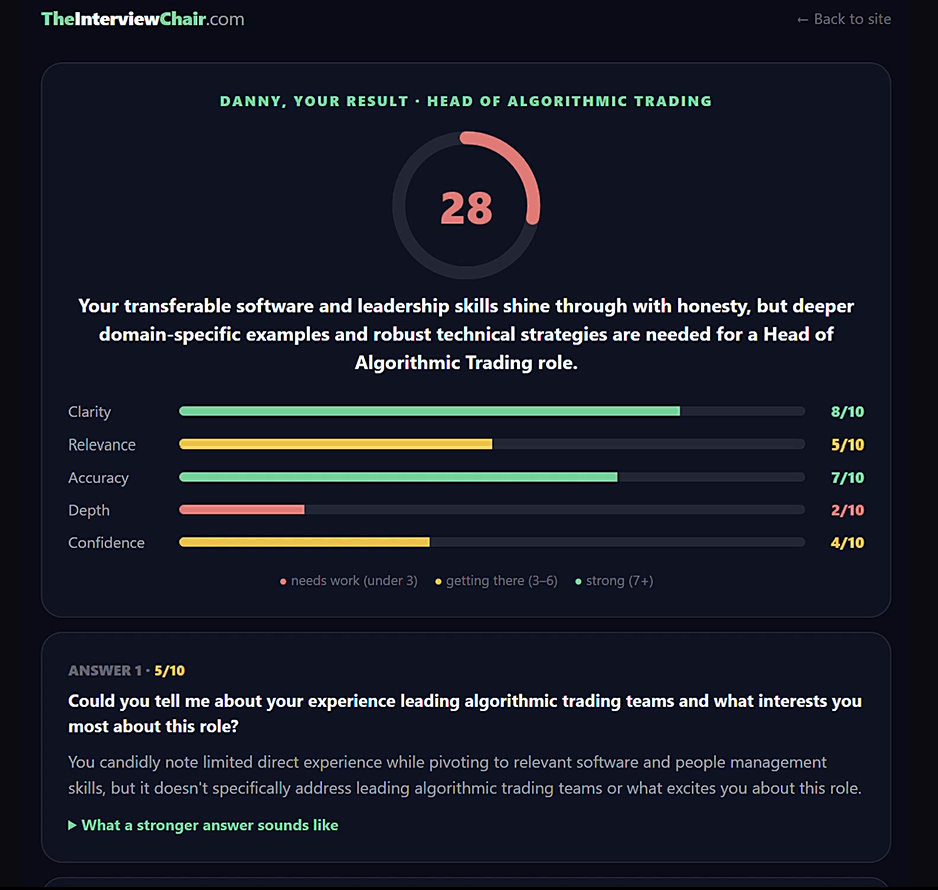 TheInterviewChair.com
← Back to site
DANNY, YOUR RESULT · HEAD OF ALGORITHMIC TRADING
28
Your transferable software and leadership skills shine through with honesty, but deeper
domain-specific examples and robust technical strategies are needed for a Head of
Algorithmic Trading role.
Clarity 8/10
Relevance 5/10
Accuracy 7/10
Depth 2/10
Confidence 4/10
● needs work (under 3) ● getting there (3–6) ● strong (7+)
ANSWER 1 · 5/10
Could you tell me about your experience leading algorithmic trading teams and what interests you
most about this role?
You candidly note limited direct experience while pivoting to relevant software and people management
skills, but it doesn't specifically address leading algorithmic trading teams or what excites you about this role.
▶ What a stronger answer sounds like